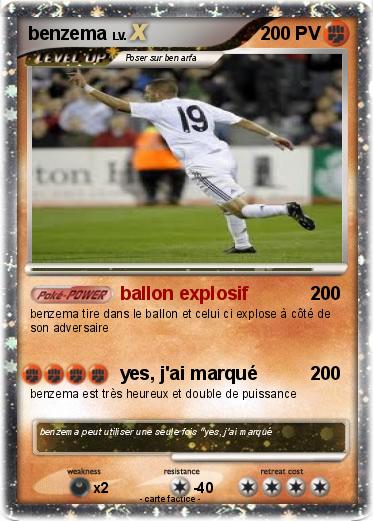 benzema LV. X 200 PV
LEVEL-UP Poser sur ben arfa
19
Poké-POWER ballon explosif 200
benzema tire dans le ballon et celui ci explose à côté de
son adversaire
yes, j'ai marqué 200
benzema est très heureux et double de puissance
benzema peut utiliser une seule fois "yes, j'ai marqué
weakness resistance retreat cost
x2 -40
- carte factice -